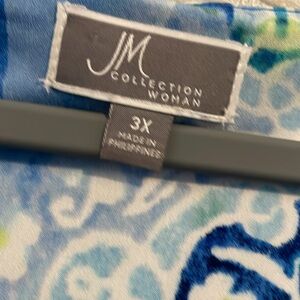 JM
COLLECTION
WOMAN
3X
MADE IN
PHILIPPINES